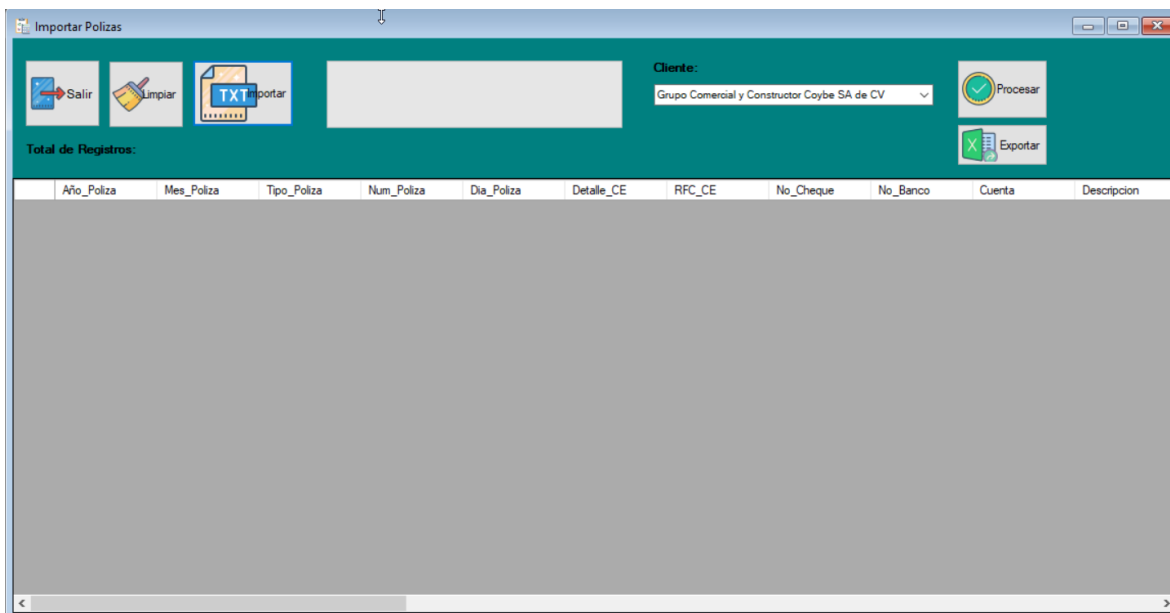 Importar Polizas
Cliente:
Salir
Limpiar
TXT
Importar
Grupo Comercial y Constructor Coybe SA de CV
Procesar
X
Exportar
Total de Registros:
Año_Poliza Mes_Poliza Tipo_Poliza Num_Poliza Dia_Poliza Detalle_CE RFC_CE No_Cheque No_Banco Cuenta Descripcion